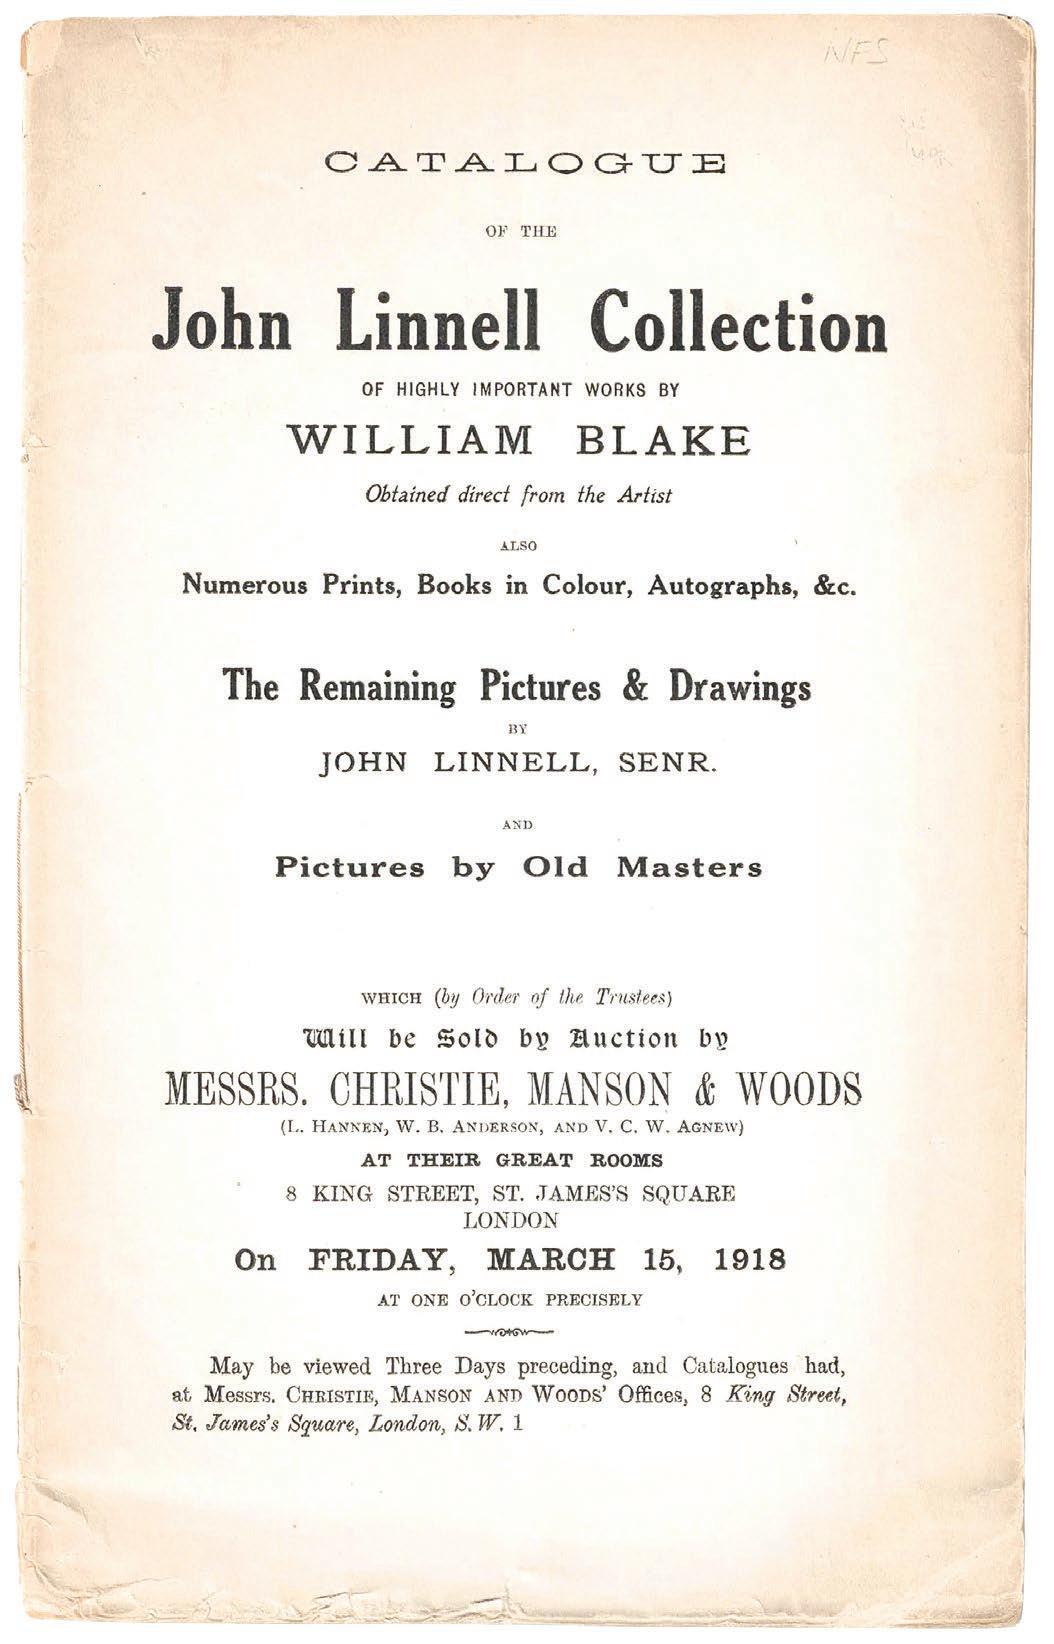 NFS
CATALOGUE
OF THE
John Linnell Collection
OF HIGHLY IMPORTANT WORKS BY
WILLIAM BLAKE
Obtained direct from the Artist
ALSO
Numerous Prints, Books in Colour, Autographs, &c.
The Remaining Pictures & Drawings
BY
JOHN LINNELL, SENR.
AND
Pictures by Old Masters
WHICH (by Order of the Trustees)
Will be Sold by Auction by
MESSRS. CHRISTIE, MANSON & WOODS
(L. HANNEN, W. B. ANDERSON, AND V. C. W. AGNEW)
AT THEIR GREAT ROOMS
8 KING STREET, ST. JAMES'S SQUARE
LONDON
On FRIDAY, MARCH 15, 1918
AT ONE O'CLOCK PRECISELY
May be viewed Three Days preceding, and Catalogues had,
at Messrs. CHRISTIE, MANSON AND WOODS' Offices, 8 King Street,
St. James's Square, London, S.W. 1